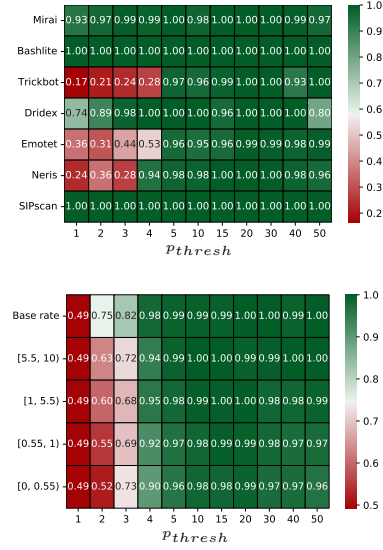 Mirai 0.93 0.97 0.99 0.99 1.00 0.98 1.00 1.00 1.00 0.99 0.97
Bashlite 1.00 1.00 1.00 1.00 1.00 1.00 1.00 1.00 1.00 1.00 1.00
Trickbot 0.17 0.21 0.24 0.28 0.97 0.96 0.99 1.00 1.00 0.93 1.00
Dridex 0.74 0.89 0.98 1.00 1.00 1.00 0.96 1.00 1.00 1.00 0.80
Emotet 0.36 0.31 0.44 0.53 0.96 0.95 0.96 0.99 0.99 0.98 0.99
Neris 0.24 0.36 0.28 0.94 0.98 0.98 1.00 1.00 1.00 0.98 0.96
SIPscan 1.00 1.00 1.00 1.00 1.00 1.00 1.00 1.00 1.00 1.00 1.00
1 2 3 4 5 10 15 20 30 40 50
p_thresh
1.0
0.9
0.8
0.7
0.6
0.5
0.4
0.3
0.2
Base rate 0.49 0.75 0.82 0.98 0.99 0.99 0.99 1.00 1.00 0.99 1.00
[5.5, 10) 0.49 0.63 0.72 0.94 0.99 1.00 1.00 1.00 0.99 1.00 1.00
[1, 5.5) 0.49 0.60 0.68 0.95 0.98 0.99 1.00 0.99 1.00 0.98 0.98
[0.55, 1) 0.49 0.55 0.69 0.92 0.97 0.98 0.99 0.99 0.98 0.97 0.97
[0, 0.55) 0.49 0.52 0.73 0.90 0.96 0.98 0.98 0.98 0.96 0.97 0.96
1 2 3 4 5 10 15 20 30 40 50
p_thresh
1.0
0.9
0.8
0.7
0.6
0.5